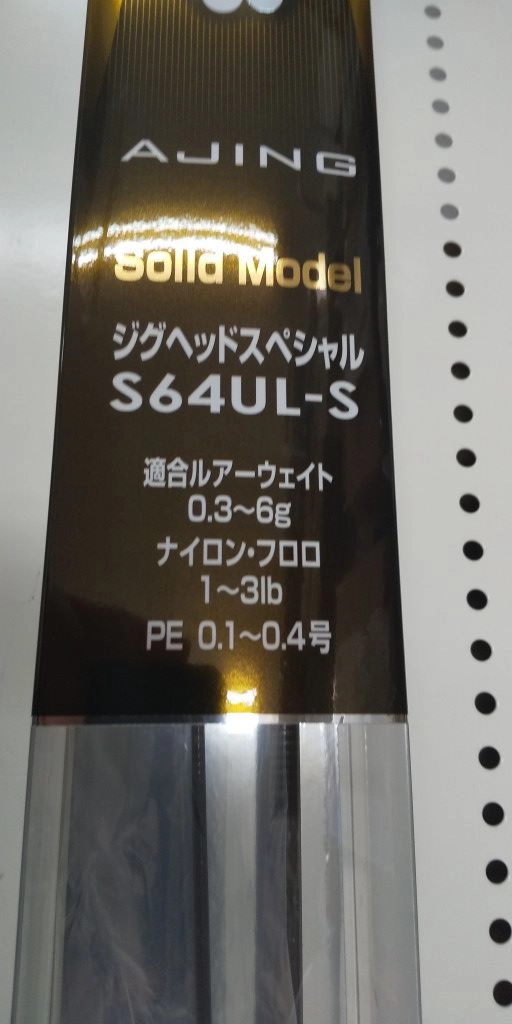 AJING
Solid Model
ジグヘッドスペシャル
S64UL-S
適合ルアーウェイト
0.3～6g
ナイロン・フロロ
1～3lb
PE 0.1～0.4号